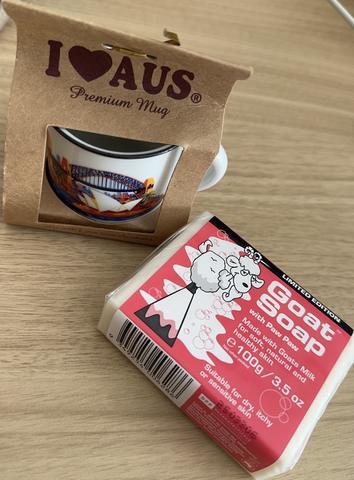 I ❤ AUS®
Premium Mug
LIMITED EDITION
Goat
Soap
with Paw Paw
Made with Goats Milk
for soft, natural and
healthy skin
℮ 100g / 3.5 oz
Suitable for dry, itchy
or sensitive skin